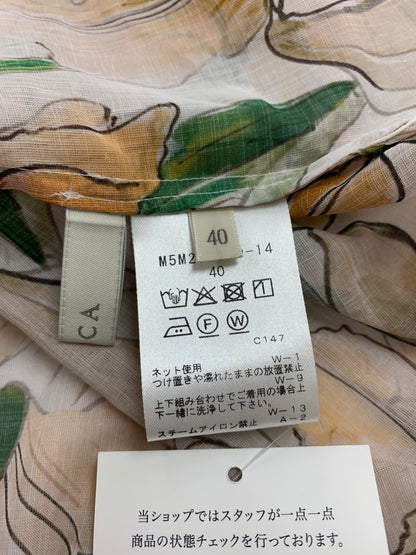 CA
40
M5M2
-14
40
F W
C147
ネット使用 W-1
つけ置きや濡れたままの放置禁止
W-9
上下組み合わせでご着用の場合上
下一緒に洗浄して下さい。
W-13
スチームアイロン禁止 A-2
当ショップではスタッフが一点一点
商品の状態チェックを行っております。